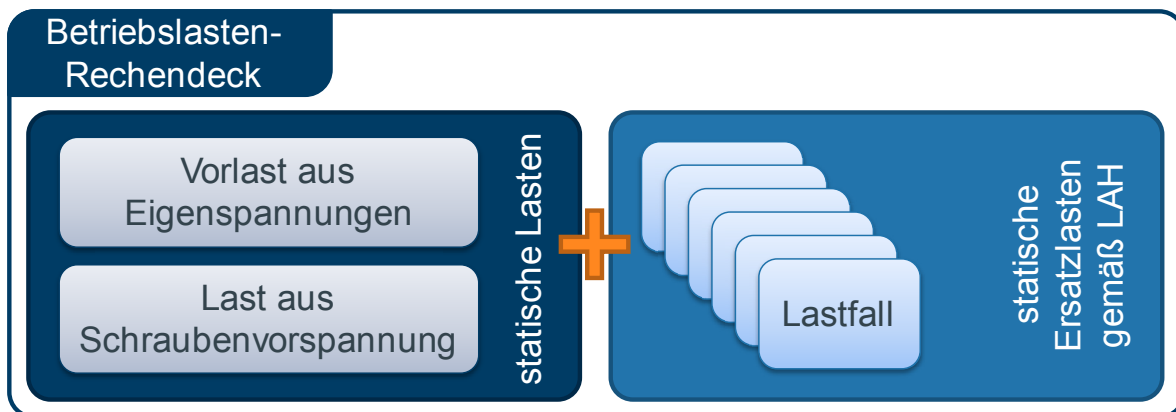 Betriebslasten-
Rechendeck
Vorlast aus
Eigenspannungen
Last aus
Schraubenvorspannung
statische Lasten
Lastfall
statische
Ersatzlasten
gemäß LAH